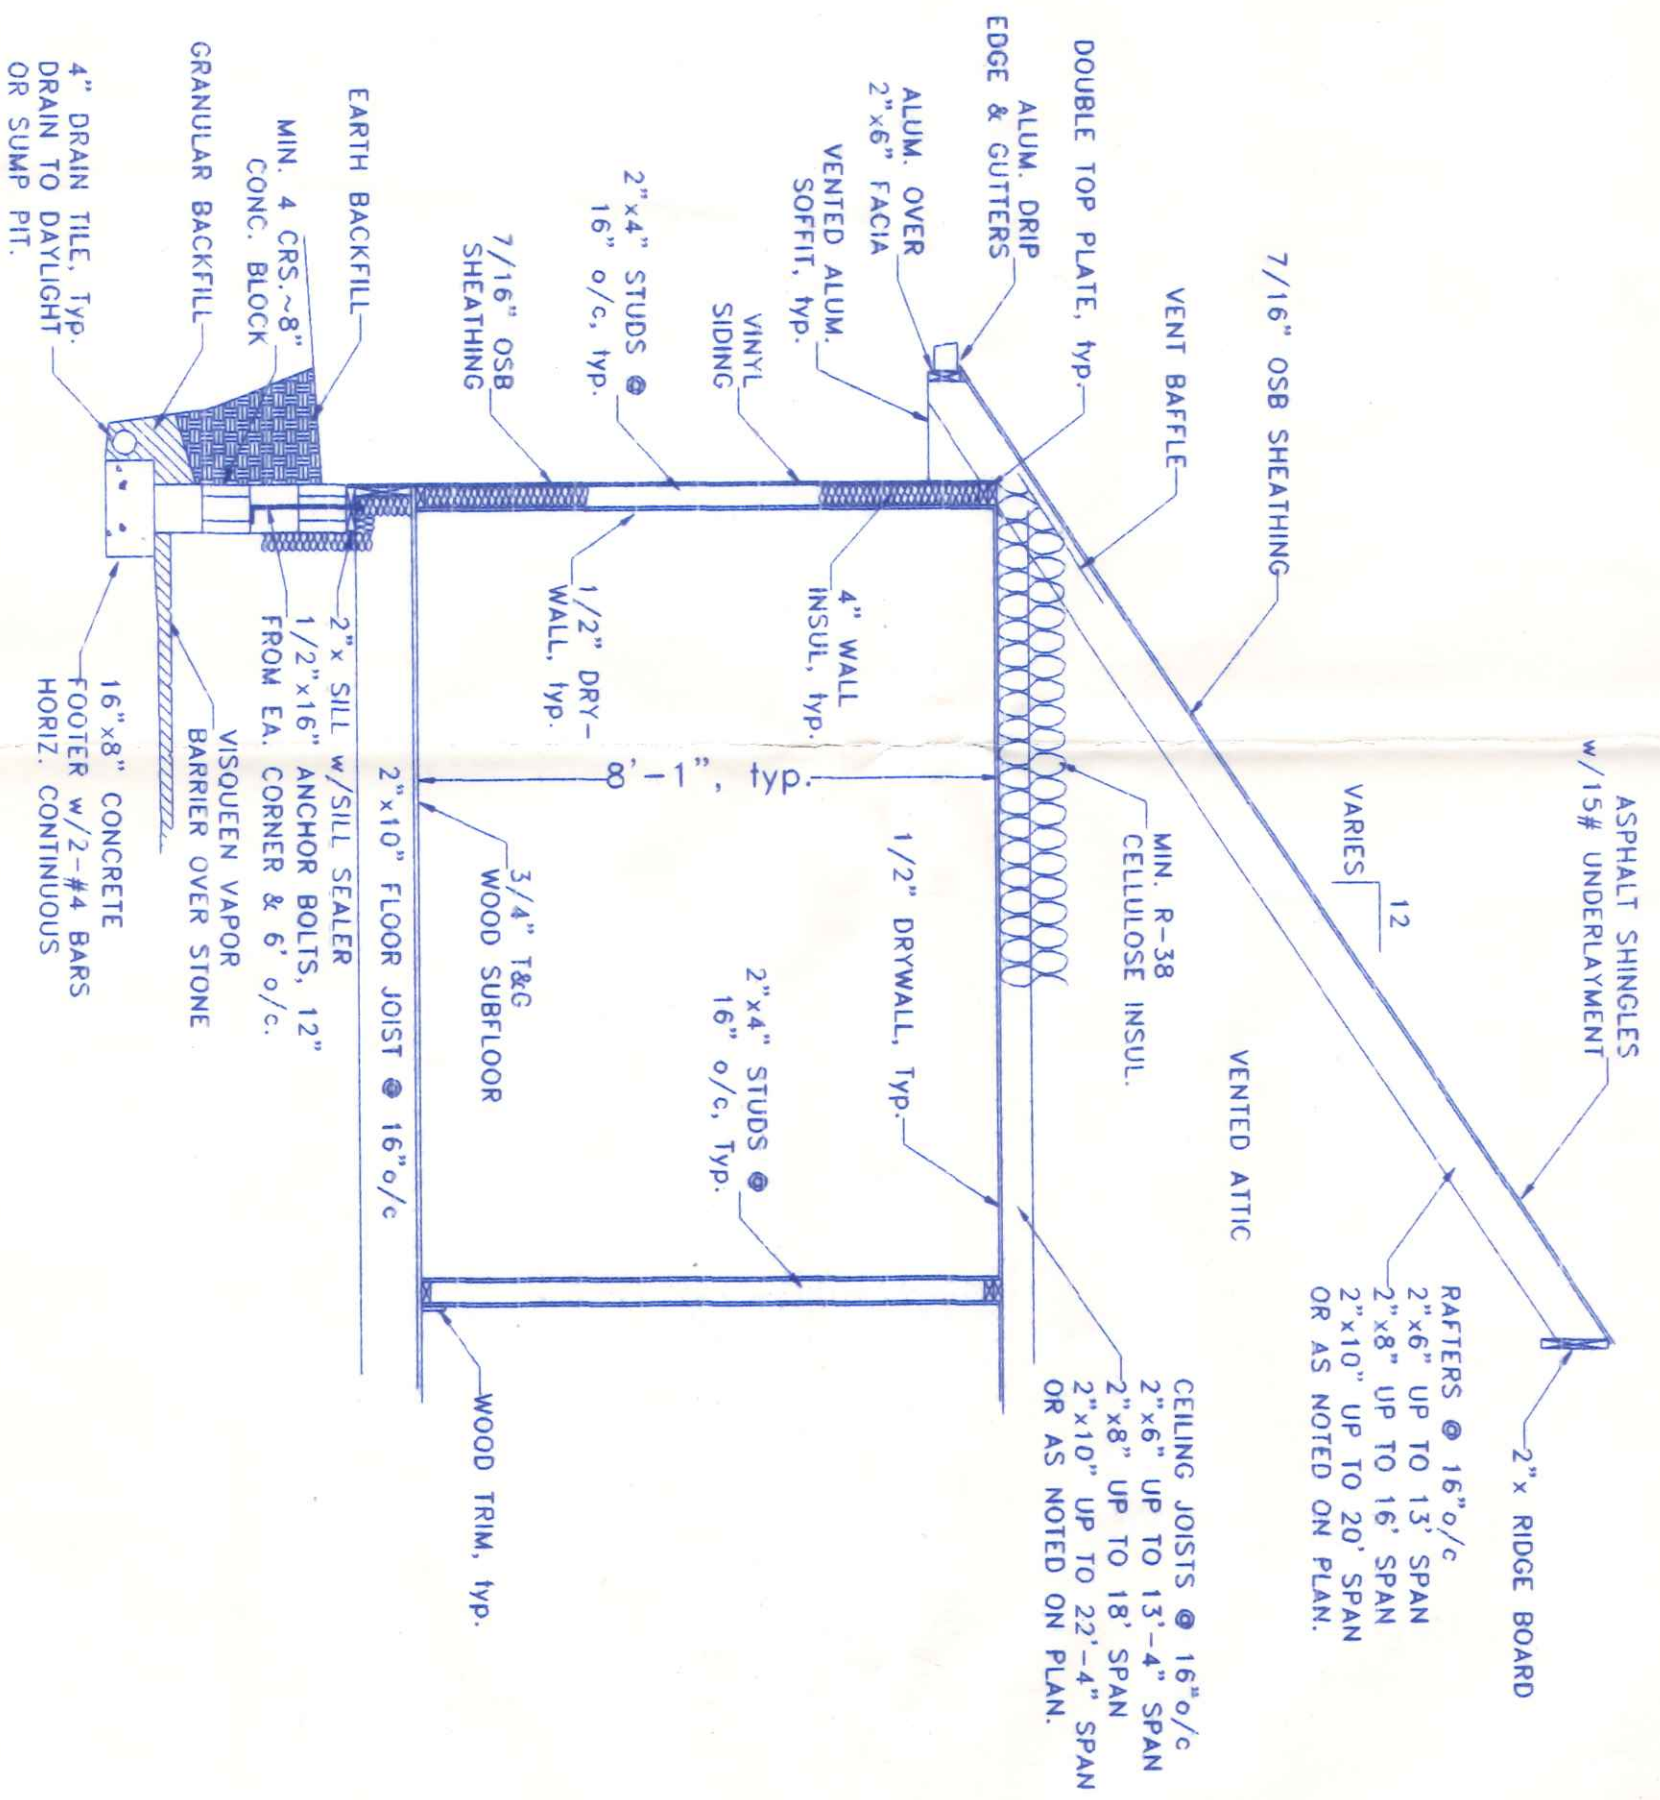 ASPHALT SHINGLES
w/15# UNDERLAYMENT
2"x RIDGE BOARD
VARIES
12
7/16" OSB SHEATHING
RAFTERS @ 16"o/c
2"x6" UP TO 13' SPAN
2"x8" UP TO 16' SPAN
2"x10" UP TO 20' SPAN
OR AS NOTED ON PLAN.
VENT BAFFLE
VENTED ATTIC
DOUBLE TOP PLATE, typ.
MIN. R-38
CELLULOSE INSUL.
CEILING JOISTS @ 16"o/c
2"x6" UP TO 13'-4" SPAN
2"x8" UP TO 18' SPAN
2"x10" UP TO 22'-4" SPAN
OR AS NOTED ON PLAN.
ALUM. DRIP
EDGE & GUTTERS
ALUM. OVER
2"x6" FACIA
VENTED ALUM.
SOFFIT, typ.
1/2" DRYWALL, Typ.
4" WALL
INSUL, typ.
8'-1", typ.
VINYL
SIDING
2"x4" STUDS @
16" o/c, Typ.
2"x4" STUDS @
16" o/c, typ.
1/2" DRY-
WALL, typ.
7/16" OSB
SHEATHING
3/4" T&G
WOOD SUBFLOOR
WOOD TRIM, typ.
2"x10" FLOOR JOIST @ 16"o/c
EARTH BACKFILL
2"x SILL w/SILL SEALER
1/2"x16" ANCHOR BOLTS, 12"
FROM EA. CORNER & 6' o/c.
MIN. 4 CRS.~8"
CONC. BLOCK
GRANULAR BACKFILL
VISQUEEN VAPOR
BARRIER OVER STONE
4" DRAIN TILE, Typ.
DRAIN TO DAYLIGHT
OR SUMP PIT.
16"x8" CONCRETE
FOOTER w/2-#4 BARS
HORIZ. CONTINUOUS